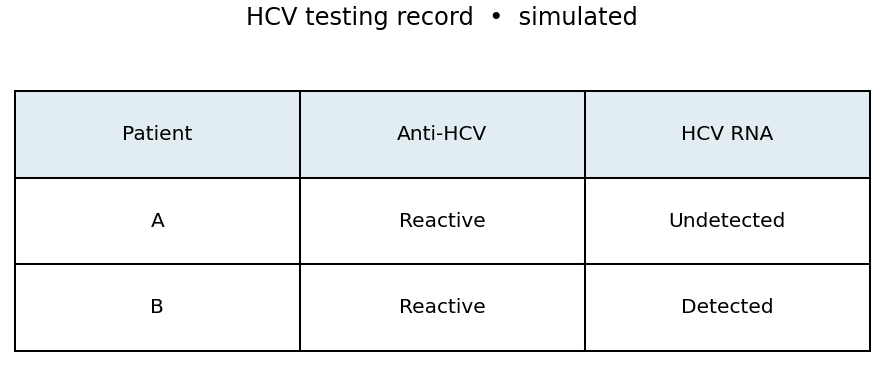 HCV testing record • simulated
Patient Anti-HCV HCV RNA
A Reactive Undetected
B Reactive Detected